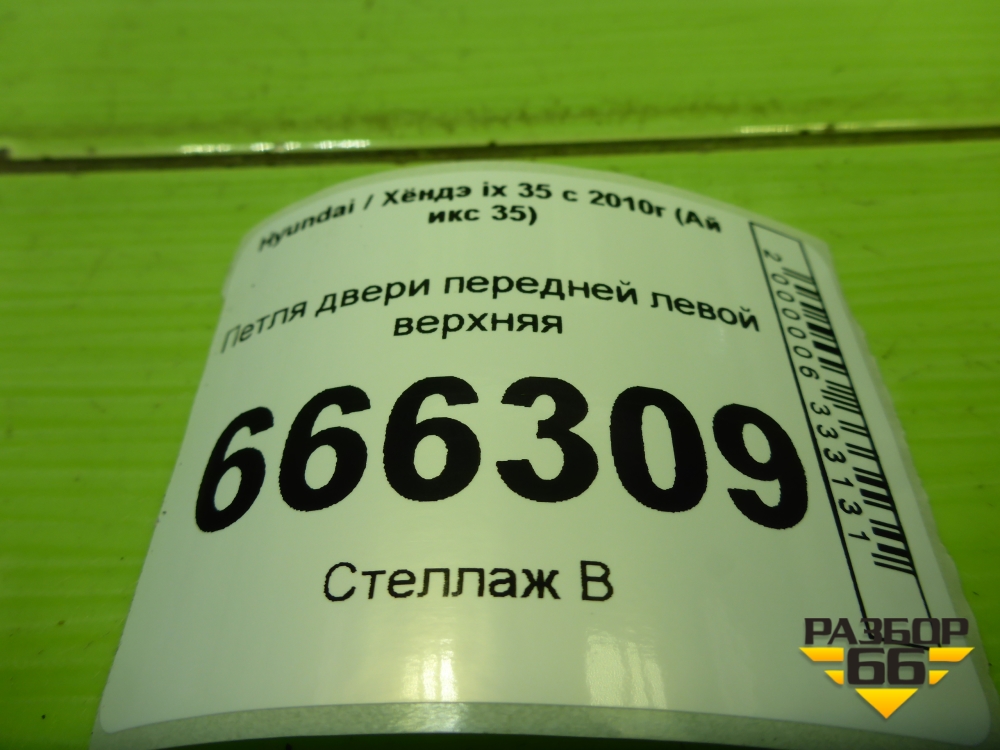 Hyundai / Хёндэ ix 35 с 2010г (Ай
икс 35)
Петля двери передней левой
верхняя
666309
Стеллаж В
2000006333131
РАЗБОР
66